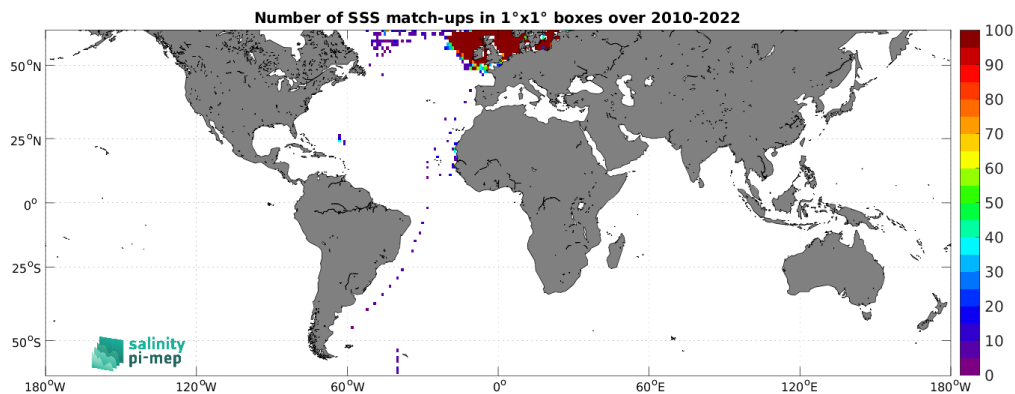 Number of SSS match-ups in 1°x1° boxes over 2010-2022
100
90
80
70
60
50
40
30
20
10
0
50°N
25°N
0°
25°S
50°S
salinity
pi-mep
180°W
120°W
60°W
0°
60°E
120°E
180°W